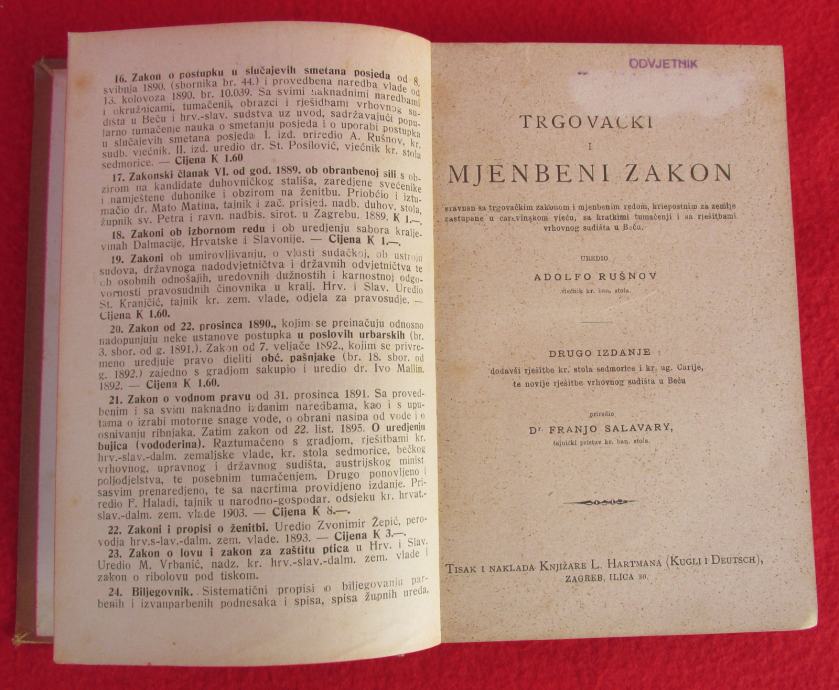 16. Zakon o postupku u slučajevih smetana posjeda od 8.
svibnja 1890. (sbornika br. 44.) i provedbena naredba vlade od
13. kolovoza 1890. br. 10.039. Sa svimi naknadnimi naredbami
i okružnicami, tumačenji, obrazci i rješidbami vrhovnog su-
dišta u Beču i hrv.-slav. sudstva uz uvod, sadržavajući popu-
larno tumačenje nauka o smetanju posjeda i o uporabi postupka
u slučajevih smetana posjeda I. izd. priredio A. Rušnov, kr.
sudb. viečnik. II. izd. uredio dr. St. Posilović, viečnik kr. stola
sedmorice. — Cijena K 1.60
17. Zakonski članak VI. od god. 1889. ob obranbenoj sili s ob-
zirom na kandidate duhovničkog stališa, zaredjene svećenike
i namještene duhonike i obzirom na ženitbu. Priobćio i iztu-
mačio dr. Mato Matina, tajnik i zač. prisjed. nadb. duhov. stola,
župnik sv. Petra i ravn. nadbis. sirot. u Zagrebu. 1889. K 1.—.
18. Zakoni ob izbornom redu i ob uredjenju sabora kralje-
vinah Dalmacije, Hrvatske i Slavonije. — Cijena K 1.—.
19. Zakoni ob umirovljivanju, o vlasti sudačkoj, ob ustroju
sudova, državnoga nadodvjetničtva i državnih odvjetničtva te
ob osobnih odnošajih, uredovnih dužnostih i karnostnoj odgo-
vornosti pravosudnih činovnika u kralj. Hrv. i Slav. Uredio
St. Kranjčić, tajnik kr. zem. vlade, odjela za pravosudje. —
Cijena K 1.60.
20. Zakon od 22. prosinca 1890., kojim se preinačuju odnosno
nadopunjuju neke ustanove postupka u poslovih urbarskih (br.
3. sbor. od g. 1891.). Zakon od 7. veljače 1892., kojim se privre-
meno uredjuje pravo dieliti obć. pašnjake (br. 18. sbor. od
g. 1892.) zajedno s gradjom sakupio i uredio dr. Ivo Mallin.
1892. — Cijena K 1.60.
21. Zakon o vodnom pravu od 31. prosinca 1891. Sa proved-
benim i sa svim naknadno izdanim naredbama, kao i s upu-
tama o izrabi motorne snage vode, o obrani nasipa od vode i o
osnivanju ribnjaka. Zatim zakon od 22. list. 1895. O uredjenju
bujica (vododerina). Raztumačeno s gradjom, rješitbami kr.
hrv.-slav.-dalm. zemaljske vlade, kr. stola sedmorice, bečkog
vrhovnog, upravnog i državnog sudišta, austrijskog minist
poljodjelstva, te posebnim tumačenjem. Drugo ponovljeno i
sasvim prenaredjeno, te sa nacrtima providjeno izdanje. Pri-
redio F. Haladi, tajnik u narodno-gospodar. odsjeku kr. hrvat.-
slav.-dalm. zem. vlade 1903. — Cijena K 8.—.
22. Zakoni i propisi o ženitbi. Uredio Zvonimir Žepić, pero-
vodja hrv.s-lav.-dalm. zem. vlade. 1893. — Cijena K 3.—.
23. Zakon o lovu i zakon za zaštitu ptica u Hrv. i Slav.
Uredio M. Vrbanić, nadz. kr. hrv.-slav.-dalm. zem. vlade i
zakon o ribolovu pod tiskom.
24. Biljegovnik. Sistematični propisi o biljegovanju par-
benih i izvanparbenih podnesaka i spisa, spisa župnih ureda,
ODVJETNIK
TRGOVAČKI
I
MJENBENI ZAKON
sa trgovačkim zakonom i mjenbenim redom, kriepostnim za zemlje
zastupane u carevinskom vieću, sa kratkimi tumačenji i sa rješitbami
vrhovnog sudišta u Beču.
UREDIO
ADOLFO RUŠNOV
viećnik kr. ban. stola.
DRUGO IZDANJE
dodavši rješitbe kr. stola sedmorice i kr. ug. Curije,
te novije rješitbe vrhovnog sudišta u Beču
priredio
Dr. FRANJO SALAVARY,
tajnički pristav kr. ban. stola.
TISAK I NAKLADA KNJIŽARE L. HARTMANA (KUGLI I DEUTSCH),
ZAGREB, ILICA 30.